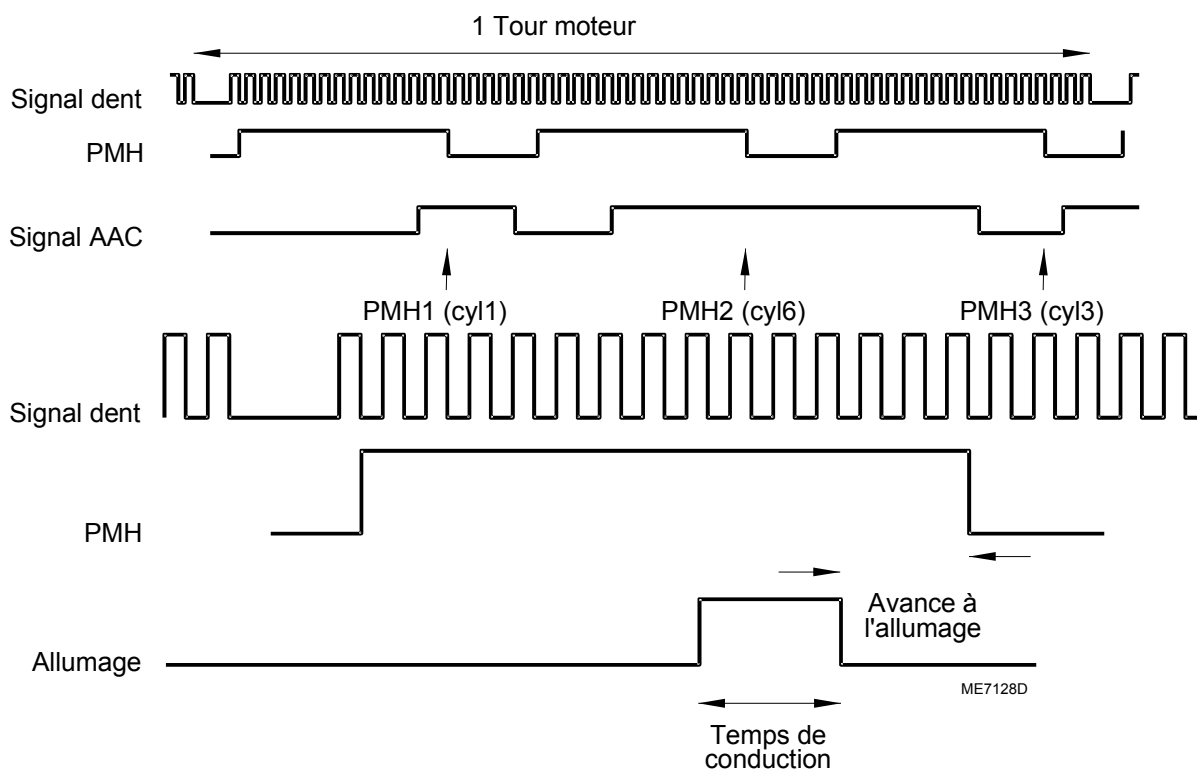 1 Tour moteur
Signal dent
PMH
Signal AAC
PMH1 (cyl1)
PMH2 (cyl6)
PMH3 (cyl3)
Signal dent
PMH
Avance à
l'allumage
Allumage
ME7128D
Temps de
conduction